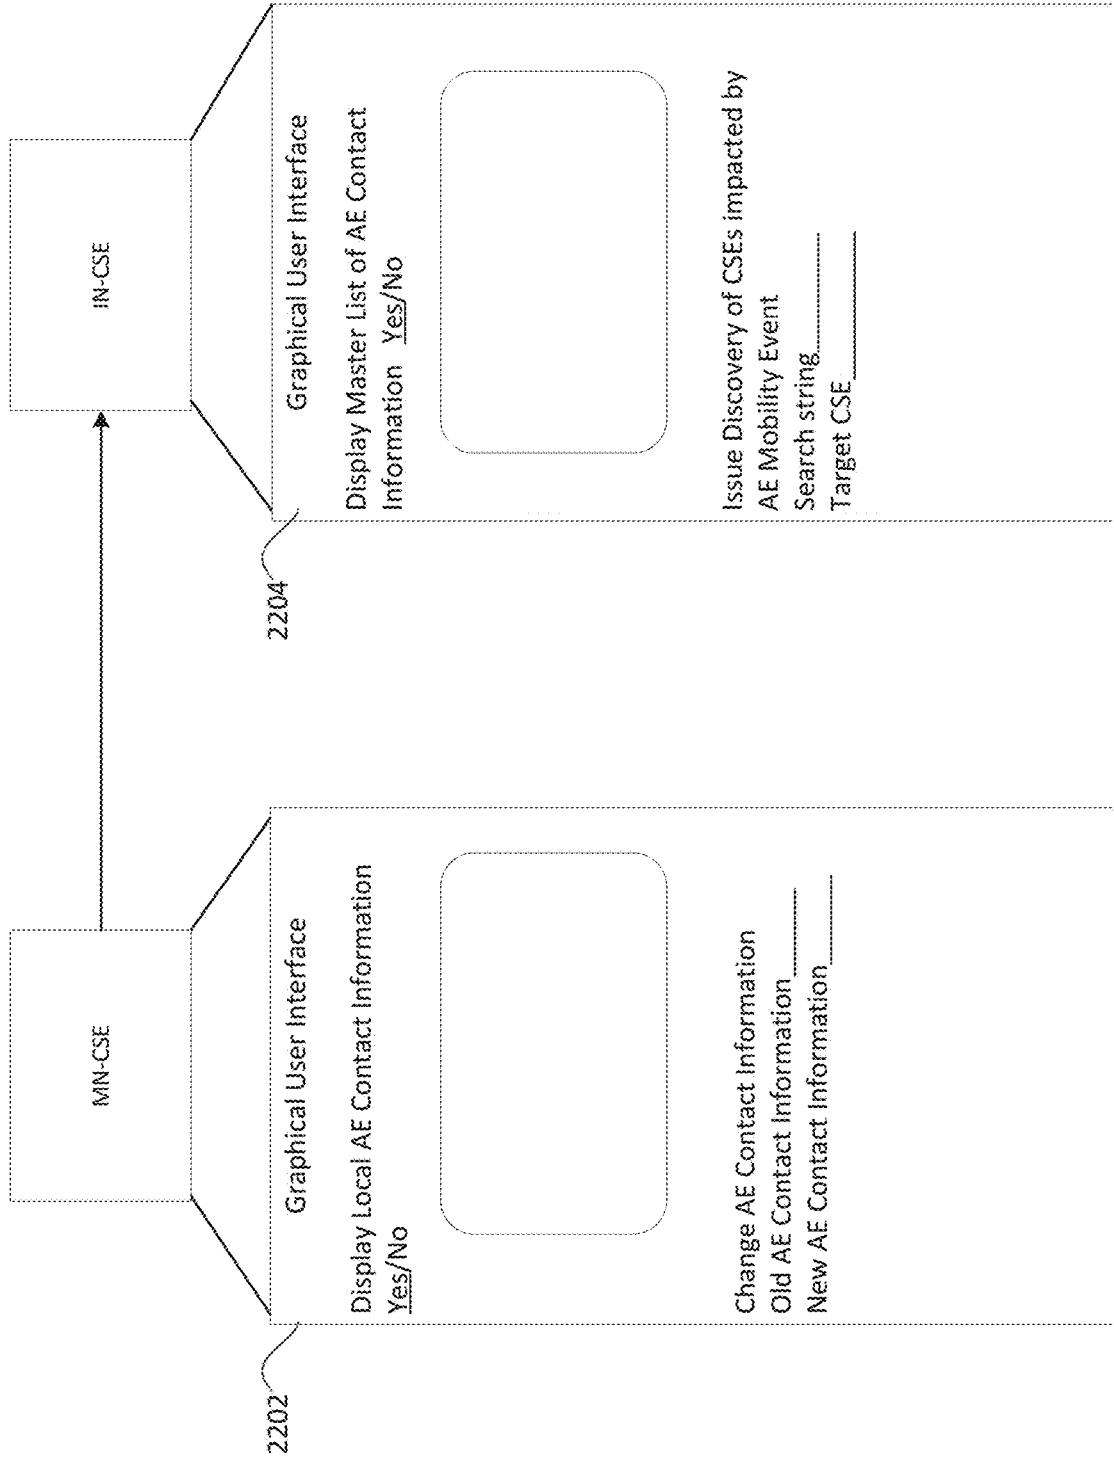 MN-CSE
2202
Graphical User Interface
Display Local AE Contact Information
Yes/No
Change AE Contact Information
Old AE Contact Information
New AE Contact Information
IN-CSE
2204
Graphical User Interface
Display Master List of AE Contact
Information Yes/No
Issue Discovery of CSEs impacted by
AE Mobility Event
Search string
Target CSE